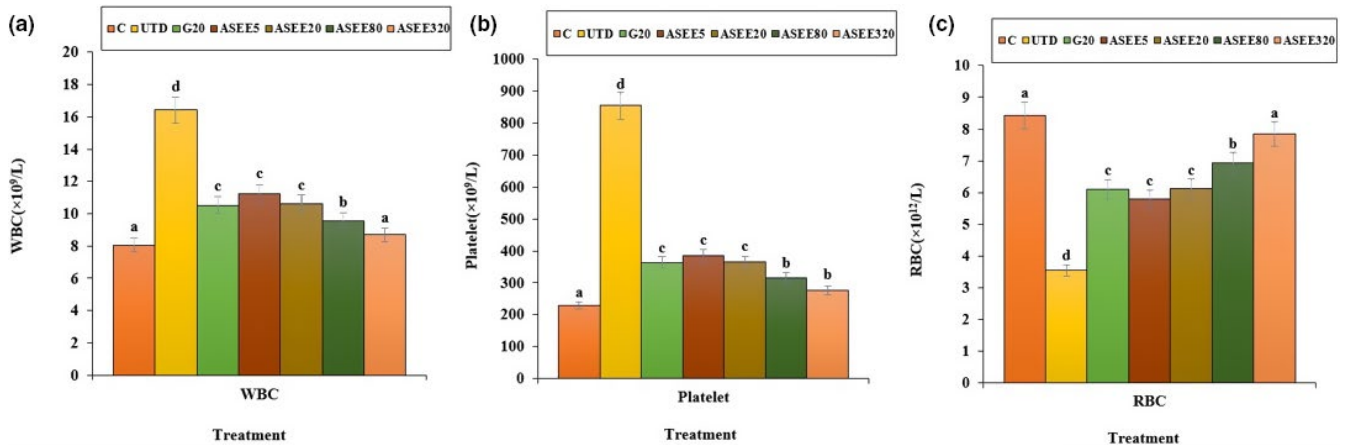 (a)
C UTD G20 ASEE5 ASEE20 ASEE80 ASEE320
WBC(×10⁹/L)
20
18
16
14
12
10
8
6
4
2
0
a
d
c
c
c
b
a
WBC
Treatment
(b)
C UTD G20 ASEE5 ASEE20 ASEE80 ASEE320
Platelet(×10⁹/L)
1000
900
800
700
600
500
400
300
200
100
0
a
d
c
c
c
b
b
Platelet
Treatment
(c)
C UTD G20 ASEE5 ASEE20 ASEE80 ASEE320
RBC(×10¹²/L)
10
9
8
7
6
5
4
3
2
1
0
a
d
c
c
c
b
a
RBC
Treatment